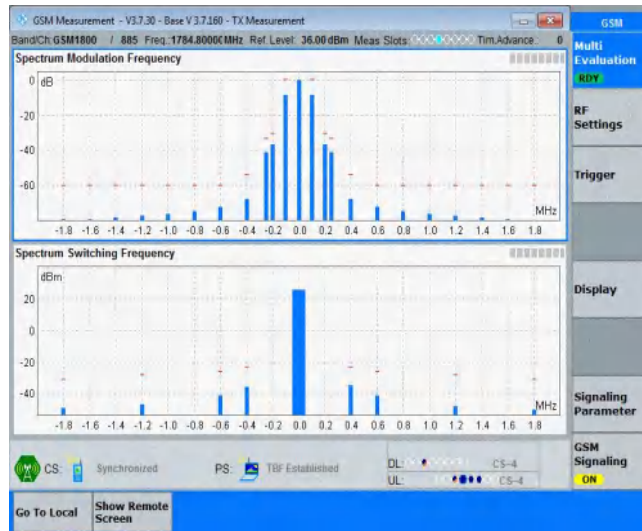 GSM Measurement - V3.7.30 - Base V 3.7.160 - TX Measurement
GSM
Band/Ch:GSM1800 / 885 Freq.:1784.80000MHz Ref. Level: 36.00dBm Meas Slots: Tim.Advance: 0
Multi
Evaluation
RDY
Spectrum Modulation Frequency
0
dB
-20
-40
-60
MHz
-1.8 -1.6 -1.4 -1.2 -1.0 -0.8 -0.6 -0.4 -0.2 0.0 0.2 0.4 0.6 0.8 1.0 1.2 1.4 1.6 1.8
RF
Settings
Trigger
Spectrum Switching Frequency
dBm
20
0
-20
-40
MHz
-1.8 -1.6 -1.4 -1.2 -1.0 -0.8 -0.6 -0.4 -0.2 0.0 0.2 0.4 0.6 0.8 1.0 1.2 1.4 1.6 1.8
Display
Signaling
Parameter
CS: Synchronized PS: TBF Established DL: CS-4
UL: CS-4
GSM
Signaling
ON
Go To Local
Show Remote
Screen